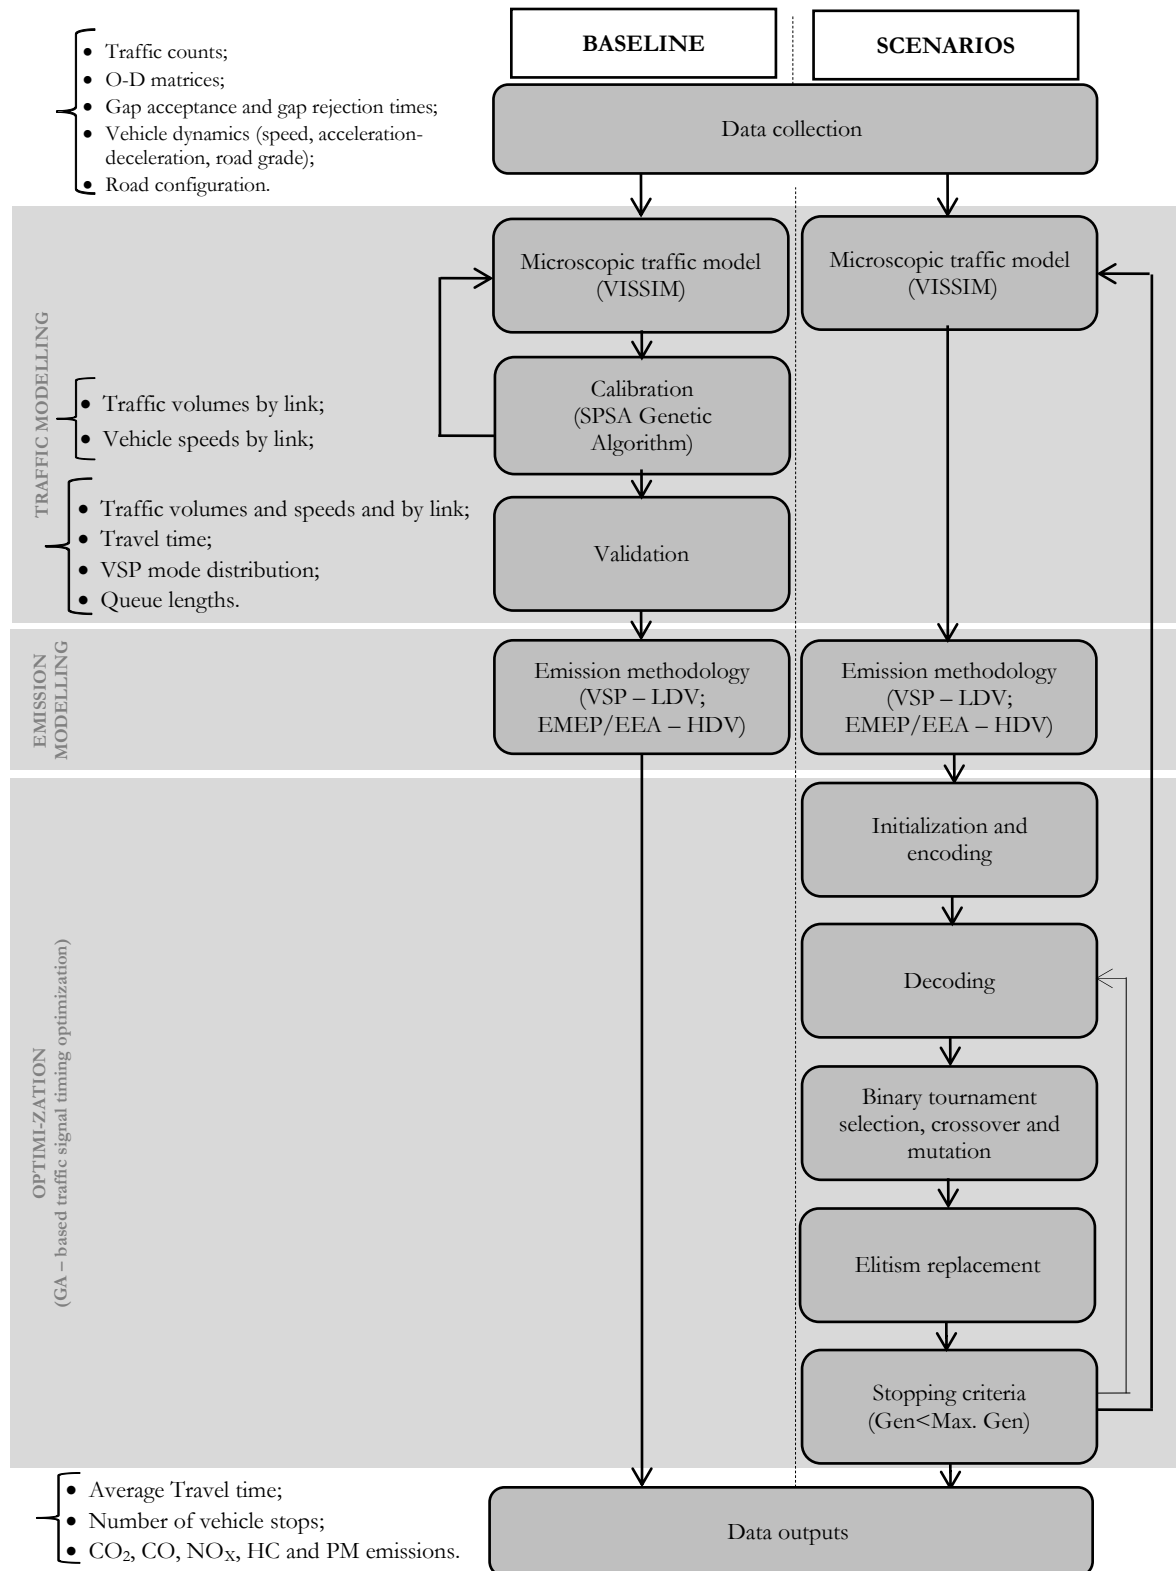 BASELINE
SCENARIOS
• Traffic counts;
• O-D matrices;
• Gap acceptance and gap rejection times;
• Vehicle dynamics (speed, acceleration-
deceleration, road grade);
• Road configuration.
Data collection
TRAFFIC MODELLING
Microscopic traffic model
(VISSIM)
Microscopic traffic model
(VISSIM)
Calibration
(SPSA Genetic
Algorithm)
• Traffic volumes by link;
• Vehicle speeds by link;
• Traffic volumes and speeds and by link;
• Travel time;
• VSP mode distribution;
• Queue lengths.
Validation
EMISSION
MODELLING
Emission methodology
(VSP – LDV;
EMEP/EEA – HDV)
Emission methodology
(VSP – LDV;
EMEP/EEA – HDV)
OPTIMI-ZATION
(GA – based traffic signal timing optimization)
Initialization and
encoding
Decoding
Binary tournament
selection, crossover and
mutation
Elitism replacement
Stopping criteria
(Gen<Max. Gen)
• Average Travel time;
• Number of vehicle stops;
• CO₂, CO, NOₓ, HC and PM emissions.
Data outputs